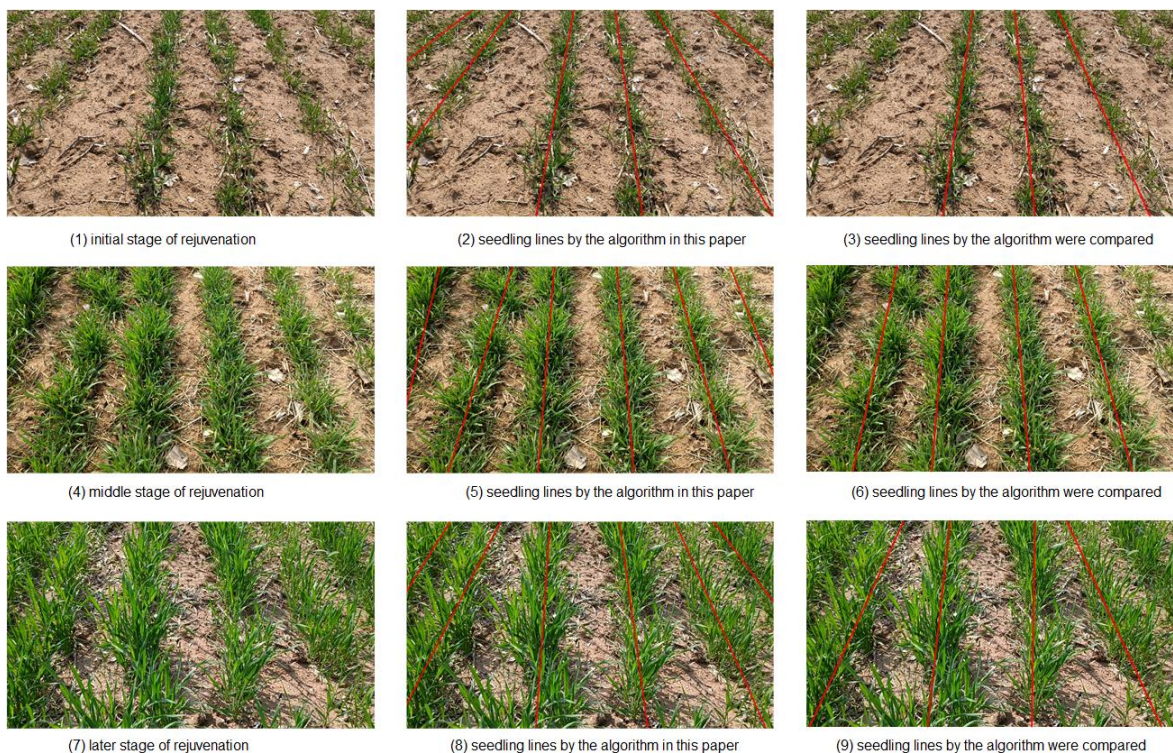 (1) initial stage of rejuvenation
(2) seedling lines by the algorithm in this paper
(3) seedling lines by the algorithm were compared
(4) middle stage of rejuvenation
(5) seedling lines by the algorithm in this paper
(6) seedling lines by the algorithm were compared
(7) later stage of rejuvenation
(8) seedling lines by the algorithm in this paper
(9) seedling lines by the algorithm were compared